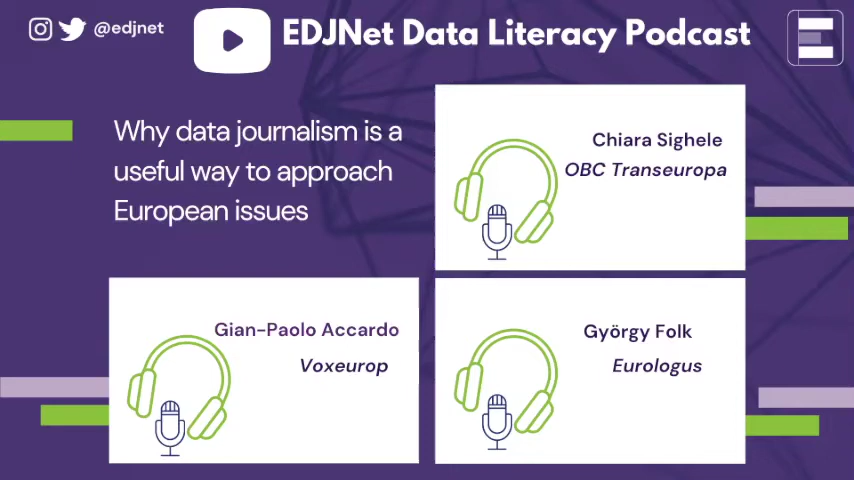 @edjnet
EDJNet Data Literacy Podcast
Why data journalism is a
useful way to approach
European issues
Chiara Sighele
OBC Transeuropa
Gian-Paolo Accardo
Voxeurop
György Folk
Eurologus